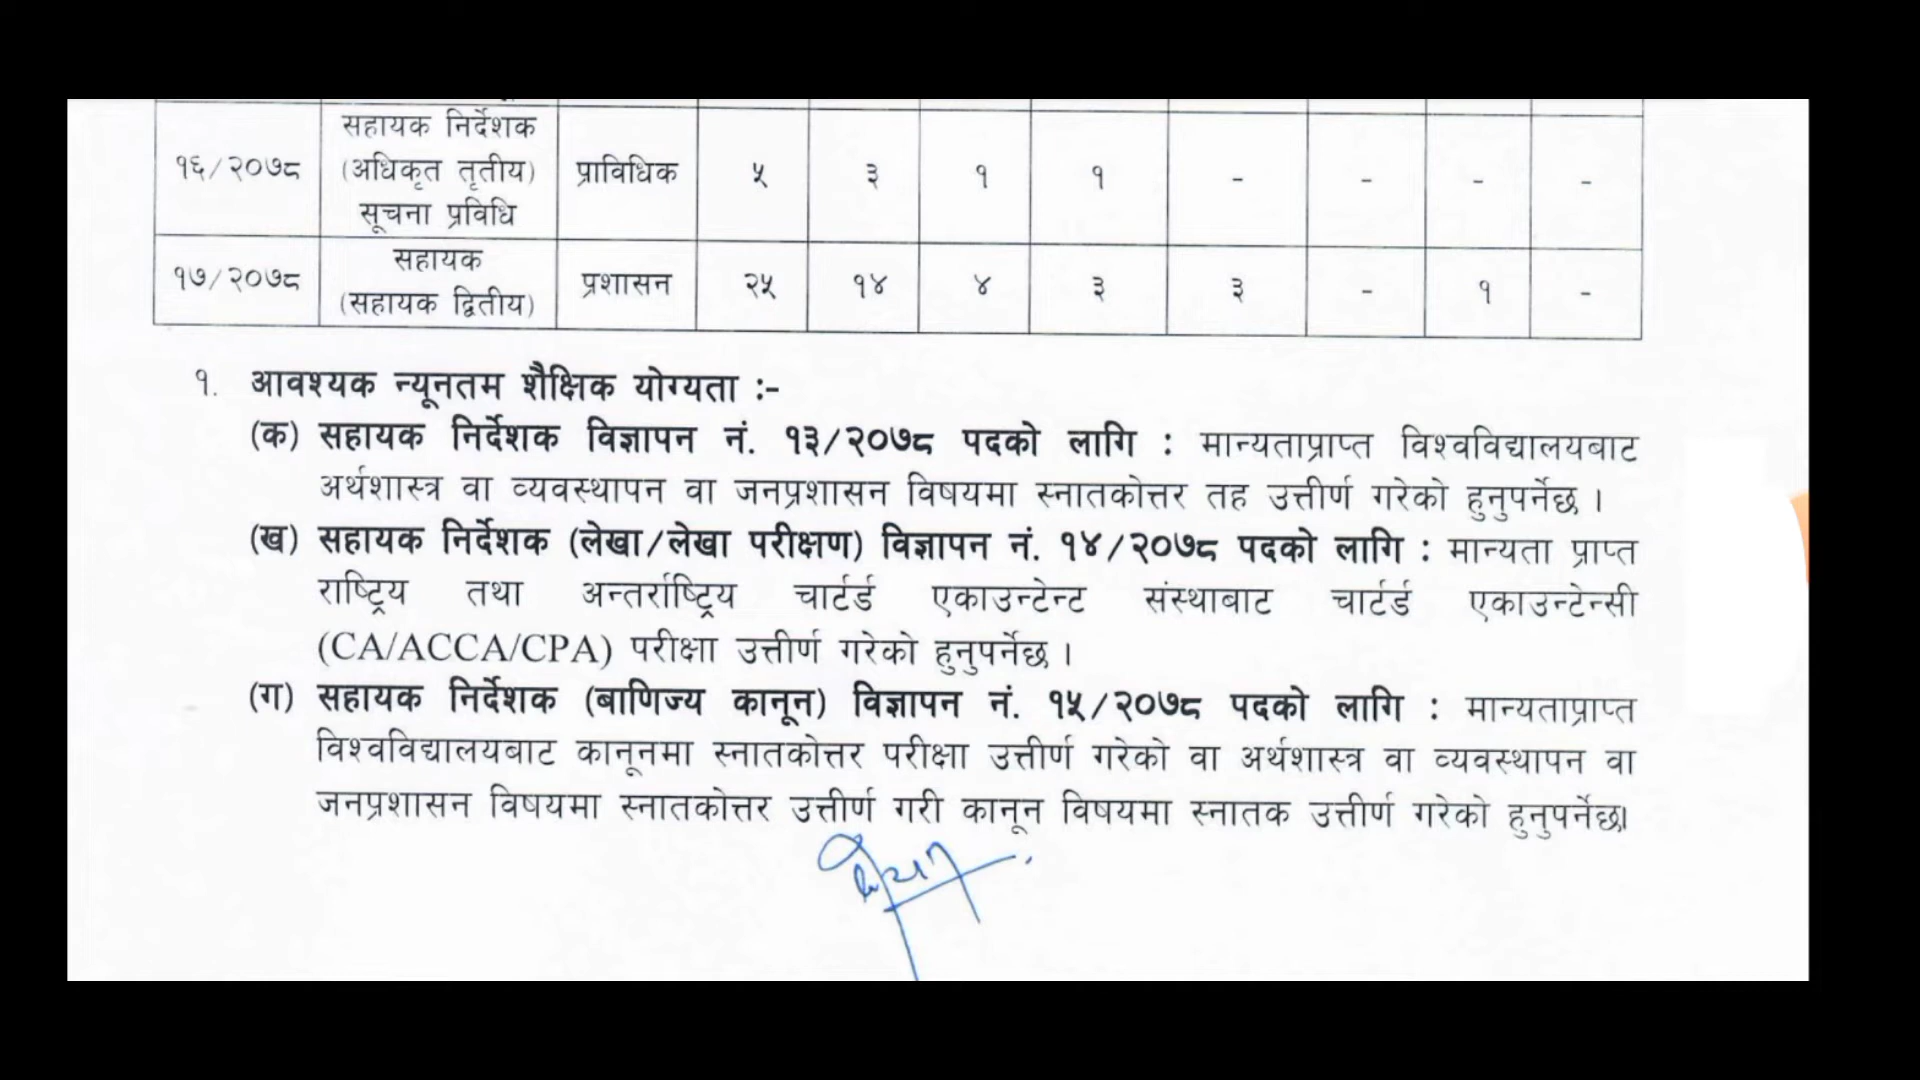 सहायक निर्देशक
१६/२०७८ (अधिकृत तृतीय) प्राविधिक ५ ३ १ १ - - - -
सूचना प्रविधि
सहायक
१७/२०७८ (सहायक द्वितीय) प्रशासन २५ १४ ४ ३ ३ - १ -
१. आवश्यक न्यूनतम शैक्षिक योग्यता :-
(क) सहायक निर्देशक विज्ञापन नं. १३/२०७८ पदको लागि : मान्यताप्राप्त विश्वविद्यालयबाट
अर्थशास्त्र वा व्यवस्थापन वा जनप्रशासन विषयमा स्नातकोत्तर तह उत्तीर्ण गरेको हुनुपर्नेछ ।
(ख) सहायक निर्देशक (लेखा/लेखा परीक्षण) विज्ञापन नं. १४/२०७८ पदको लागि : मान्यता प्राप्त
राष्ट्रिय तथा अन्तर्राष्ट्रिय चार्टर्ड एकाउन्टेन्ट संस्थाबाट चार्टर्ड एकाउन्टेन्सी
(CA/ACCA/CPA) परीक्षा उत्तीर्ण गरेको हुनुपर्नेछ ।
(ग) सहायक निर्देशक (बाणिज्य कानून) विज्ञापन नं. १५/२०७८ पदको लागि : मान्यताप्राप्त
विश्वविद्यालयबाट कानूनमा स्नातकोत्तर परीक्षा उत्तीर्ण गरेको वा अर्थशास्त्र वा व्यवस्थापन वा
जनप्रशासन विषयमा स्नातकोत्तर उत्तीर्ण गरी कानून विषयमा स्नातक उत्तीर्ण गरेको हुनुपर्नेछ।